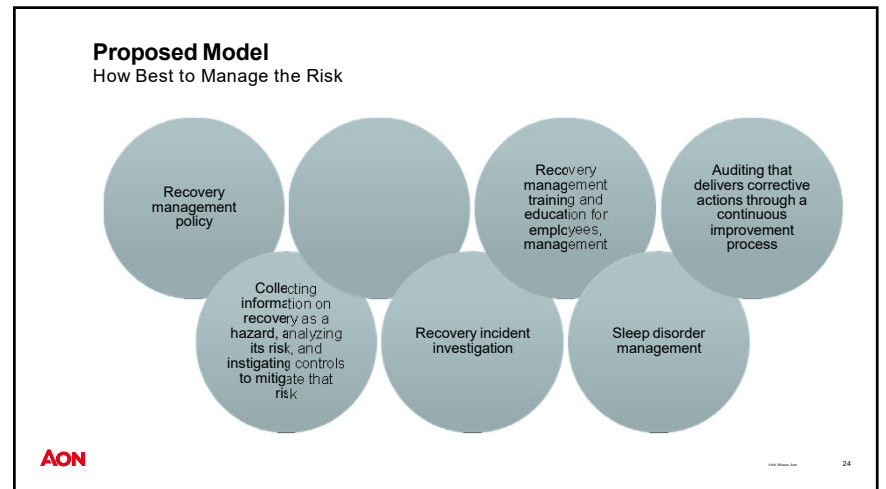 Proposed Model
How Best to Manage the Risk
Recovery
management
policy
Collecting
information on
recovery as a
hazard, analyzing
its risk, and
instigating controls
to mitigate that
risk
Recovery incident
investigation
Recovery
management
training and
education for
employees,
management
Sleep disorder
management
Auditing that
delivers corrective
actions through a
continuous
improvement
process
AON
24